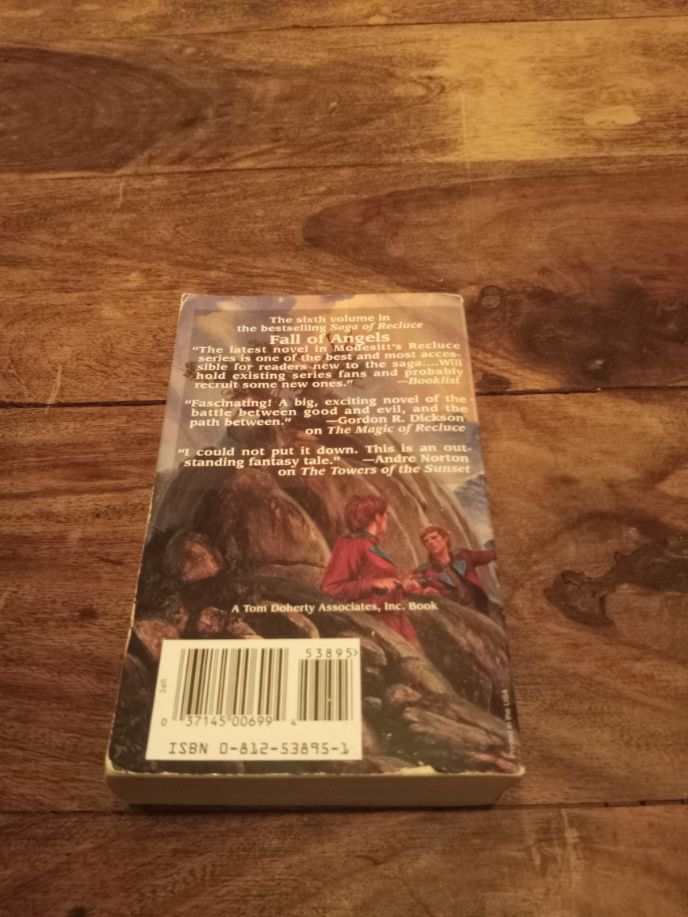 The sixth volume in
the bestselling Saga of Recluce
Fall of Angels
“The latest novel in Modesitt's Recluce
series is one of the best and most acces-
sible for readers new to the saga....Will
hold existing series fans and probably
recruit some new ones.” —Booklist
“Fascinating! A big, exciting novel of the
battle between good and evil, and the
path between.” —Gordon R. Dickson
on The Magic of Recluce
“I could not put it down. This is an out-
standing fantasy tale.” —Andre Norton
on The Towers of the Sunset
A Tom Doherty Associates, Inc. Book
53895>
UPC
0 37145 00699 4
ISBN 0-812-53895-1
in the USA